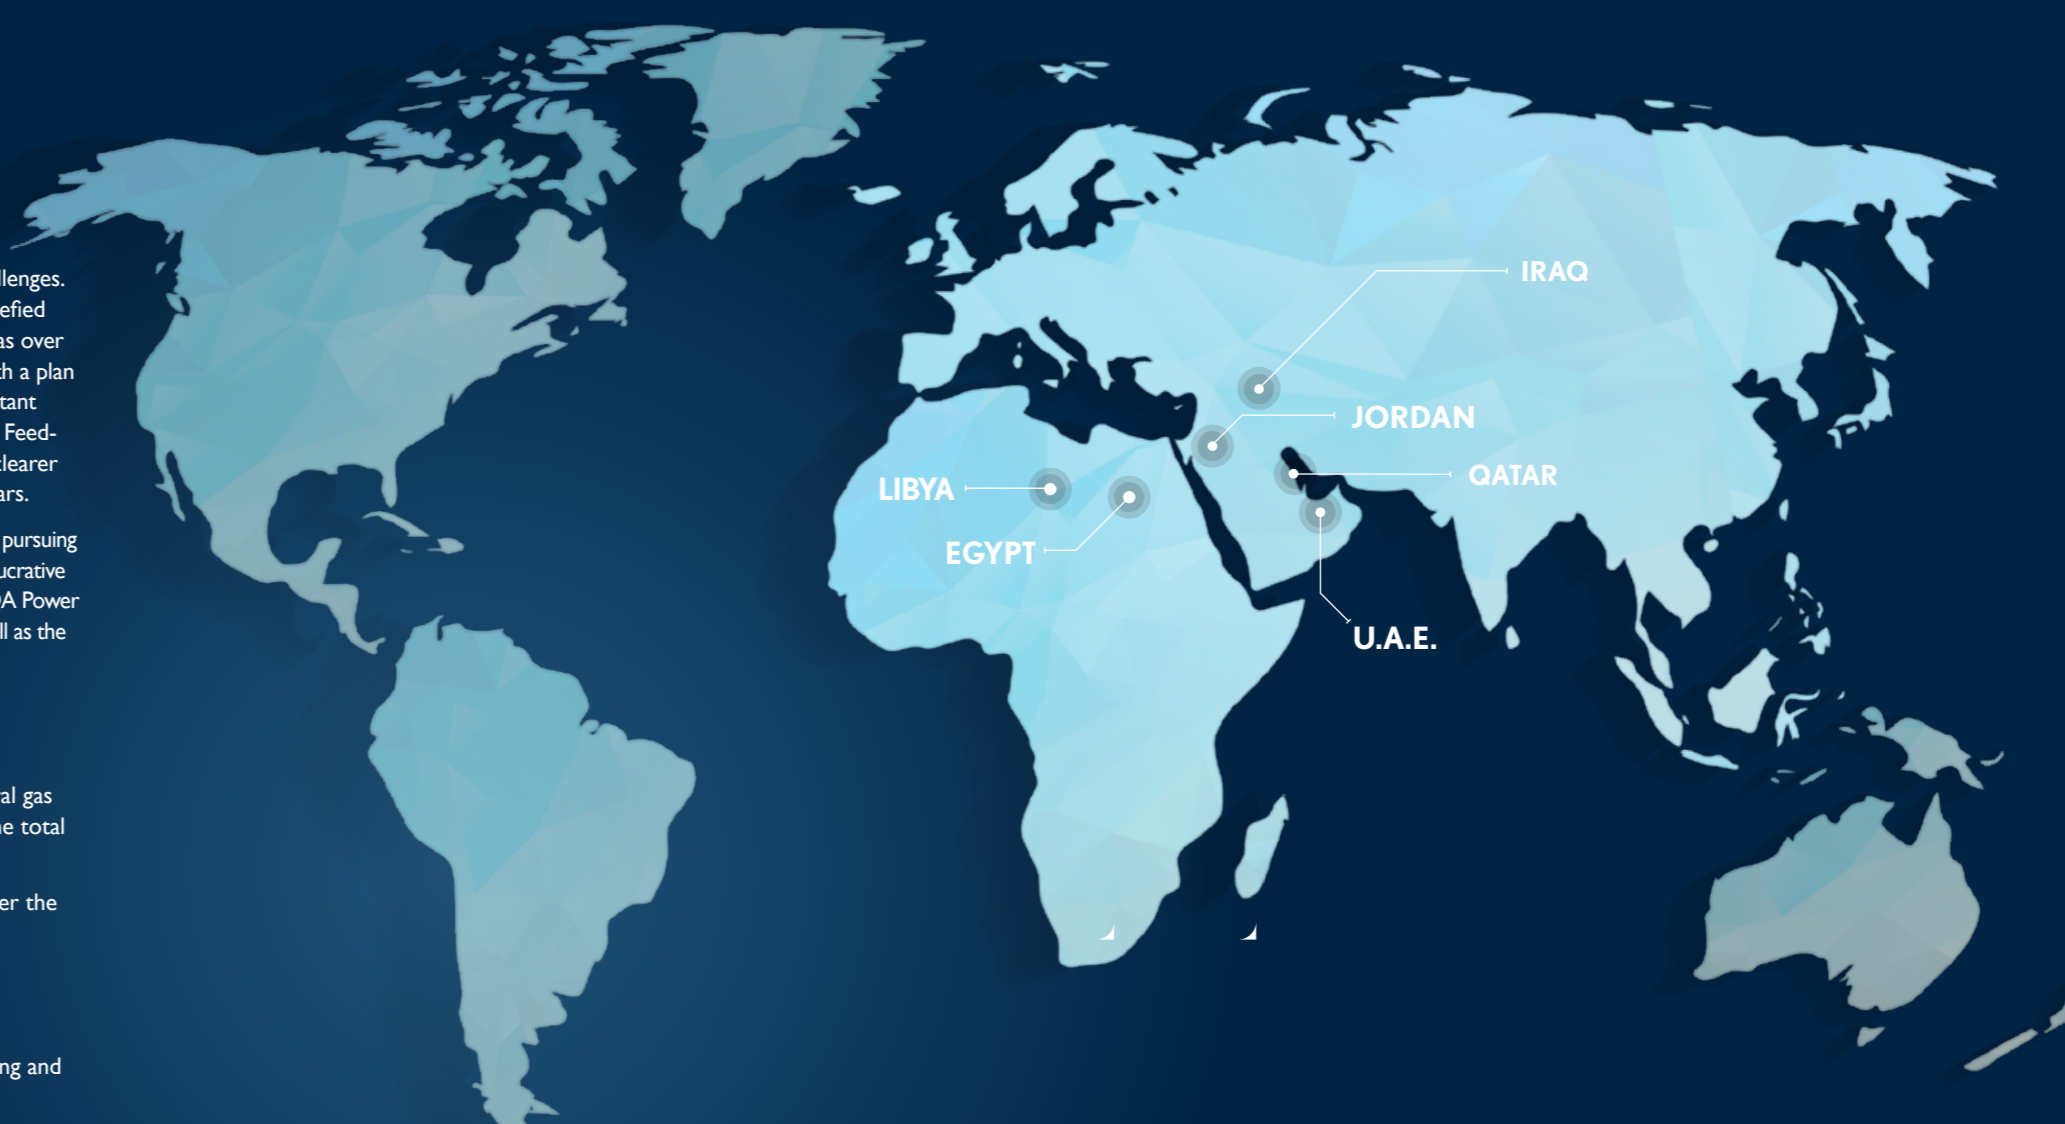 llenges.
efied
as over
th a plan
tant
Feed-
clearer
ars.
pursuing
ucrative
A Power
ll as the
al gas
e total
er the
ng and
IRAQ
JORDAN
QATAR
LIBYA
EGYPT
U.A.E.